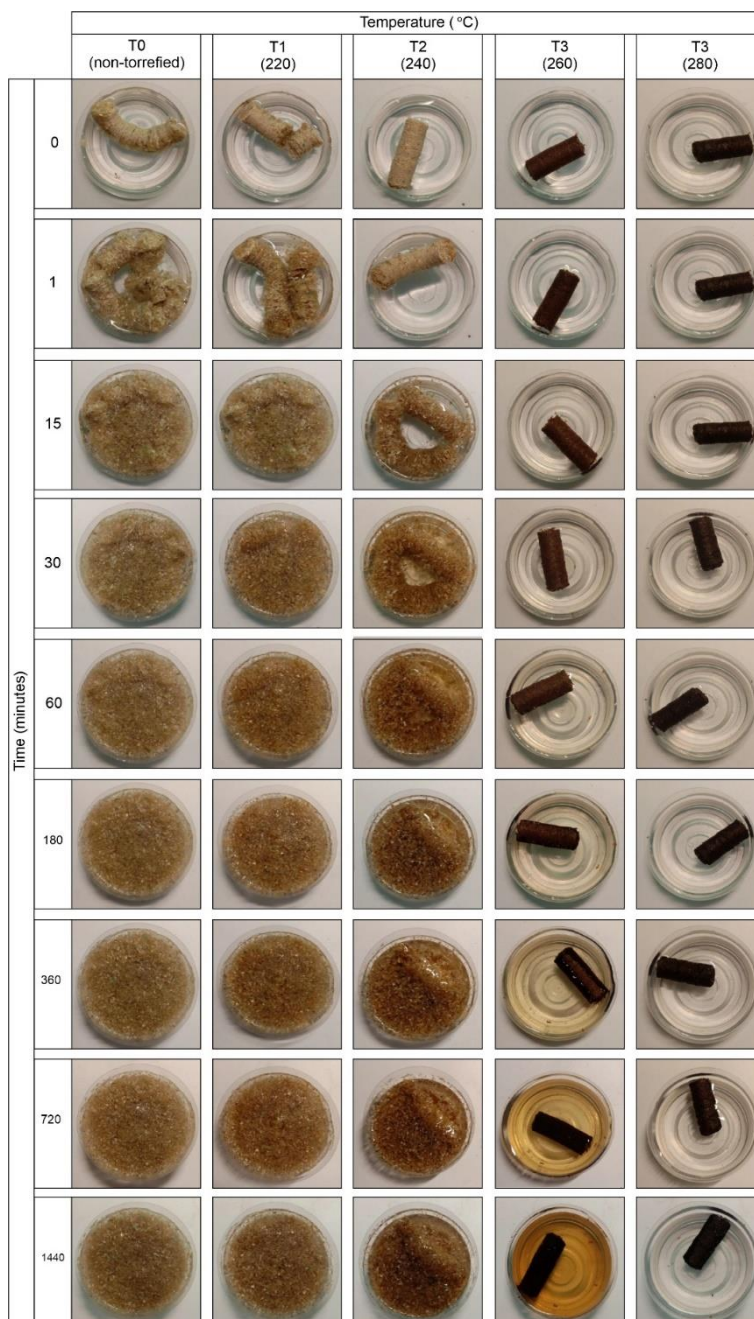 Temperature (°C)
T0 T1 T2 T3 T3
(non-torrefied) (220) (240) (260) (280)
Time (minutes)
0
1
15
30
60
180
360
720
1440